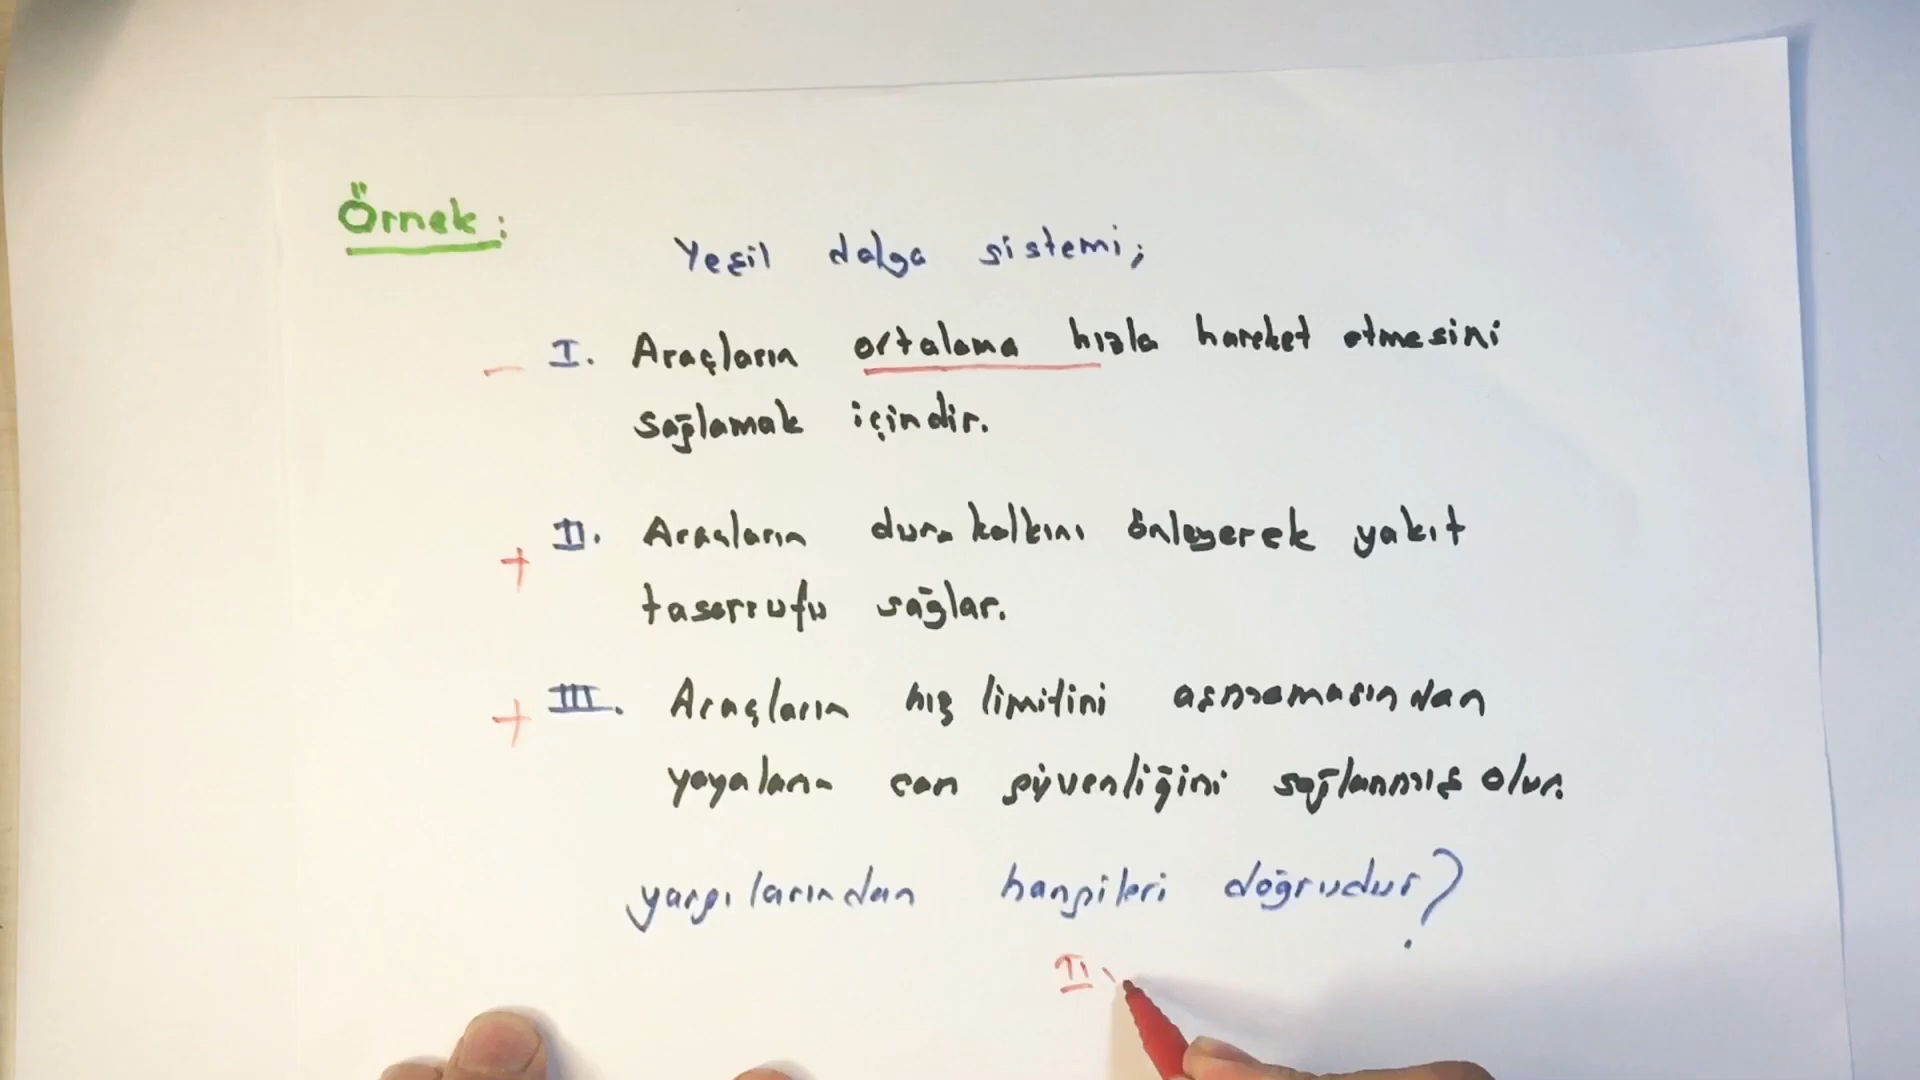 Örnek:
Yeşil dalga sistemi;
- I. Araçların ortalama hızla hareket etmesini
sağlamak içindir.
+ II. Araçların dur kalkını önleyerek yakıt
tasarrufu sağlar.
+ III. Araçların hız limitini aşmamasından
yayaların can güvenliğini sağlanmış olur.
yargılarından hangileri doğrudur?
II